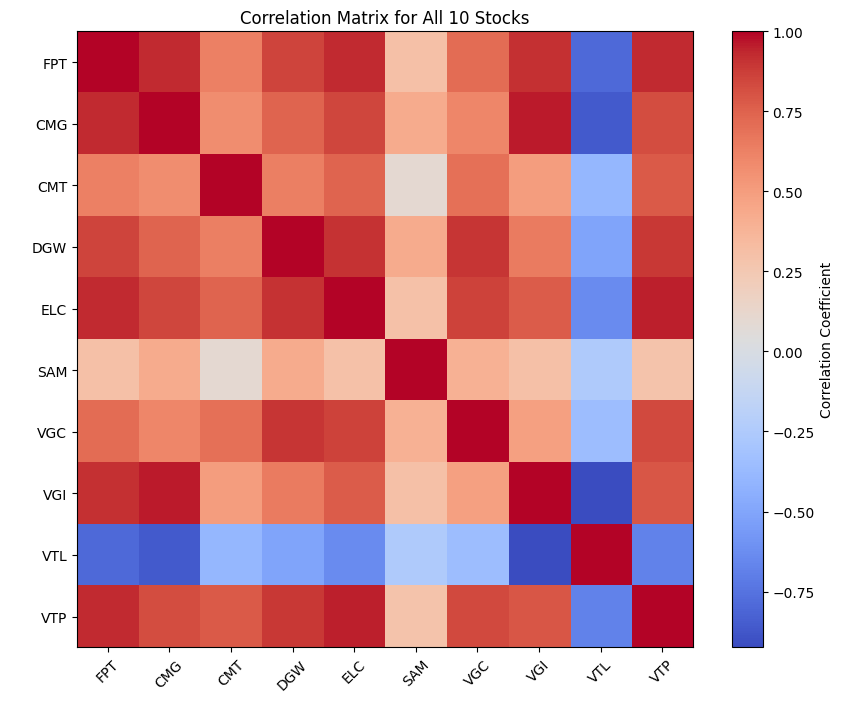 Correlation Matrix for All 10 Stocks
FPT
CMG
CMT
DGW
ELC
SAM
VGC
VGI
VTL
VTP
FPT CMG CMT DGW ELC SAM VGC VGI VTL VTP
1.00
0.75
0.50
0.25
0.00
−0.25
−0.50
−0.75
Correlation Coefficient